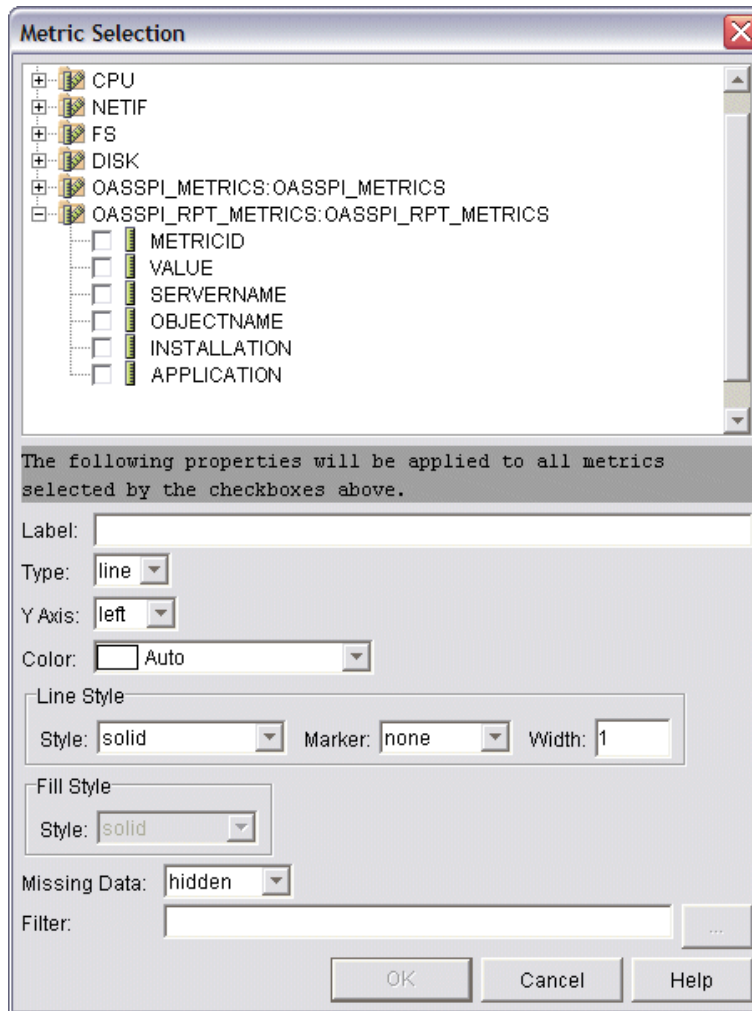 Metric Selection
CPU
NETIF
FS
DISK
OASSPI_METRICS:OASSPI_METRICS
OASSPI_RPT_METRICS:OASSPI_RPT_METRICS
METRICID
VALUE
SERVERNAME
OBJECTNAME
INSTALLATION
APPLICATION
The following properties will be applied to all metrics
selected by the checkboxes above.
Label:
Type: line
Y Axis: left
Color: Auto
Line Style
Style: solid Marker: none Width: 1
Fill Style
Style: solid
Missing Data: hidden
Filter: ...
OK Cancel Help